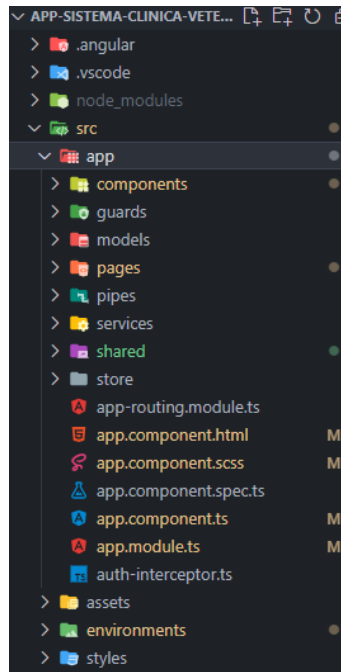 APP-SISTEMA-CLINICA-VETE...
.angular
.vscode
node_modules
src
app
components
guards
models
pages
pipes
services
shared
store
app-routing.module.ts
app.component.html M
app.component.scss M
app.component.spec.ts
app.component.ts M
app.module.ts M
auth-interceptor.ts
assets
environments
styles